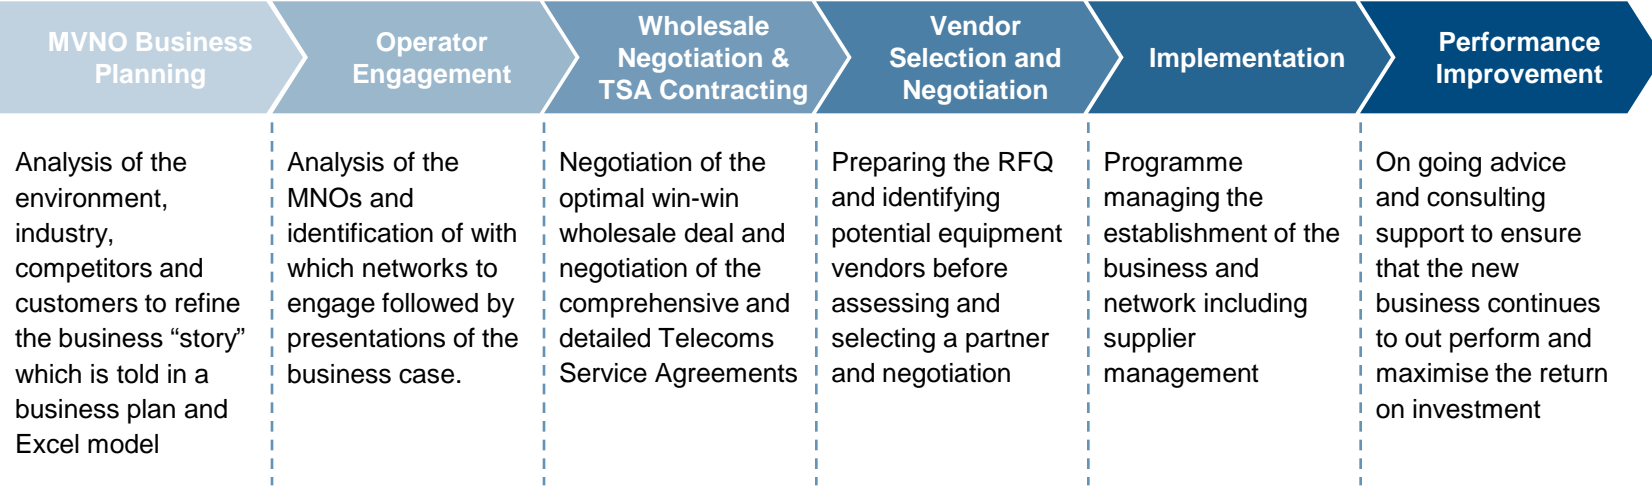 MVNO Business
Planning
Operator
Engagement
Wholesale
Negotiation &
TSA Contracting
Vendor
Selection and
Negotiation
Implementation
Performance
Improvement
Analysis of the
environment,
industry,
competitors and
customers to refine
the business “story”
which is told in a
business plan and
Excel model
Analysis of the
MNOs and
identification of with
which networks to
engage followed by
presentations of the
business case.
Negotiation of the
optimal win-win
wholesale deal and
negotiation of the
comprehensive and
detailed Telecoms
Service Agreements
Preparing the RFQ
and identifying
potential equipment
vendors before
assessing and
selecting a partner
and negotiation
Programme
managing the
establishment of the
business and
network including
supplier
management
On going advice
and consulting
support to ensure
that the new
business continues
to out perform and
maximise the return
on investment